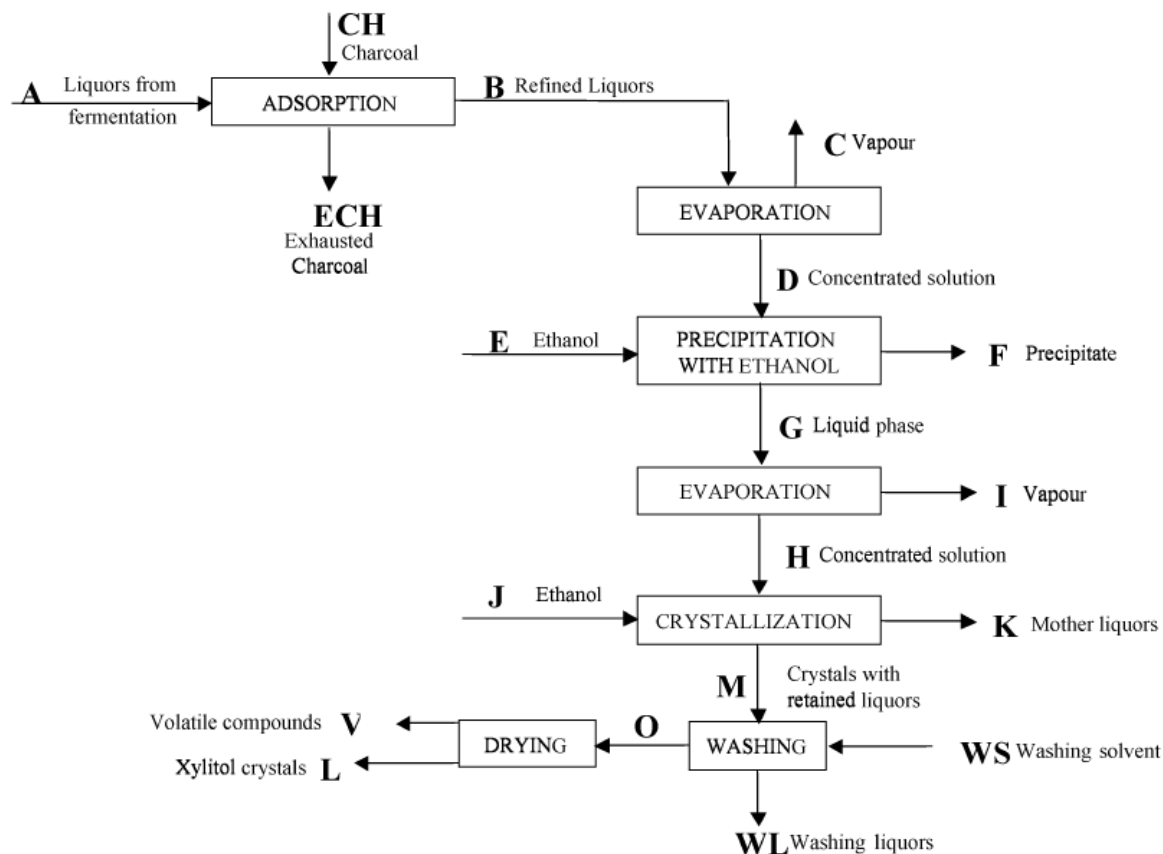 CH
Charcoal
A
Liquors from
fermentation
ADSORPTION
B Refined Liquors
C Vapour
ECH
Exhausted
Charcoal
EVAPORATION
D Concentrated solution
E Ethanol
PRECIPITATION
WITH ETHANOL
F Precipitate
G Liquid phase
EVAPORATION
I Vapour
H Concentrated solution
J Ethanol
CRYSTALLIZATION
K Mother liquors
M
Crystals with
retained liquors
Volatile compounds V
DRYING
O
WASHING
WS Washing solvent
Xylitol crystals L
WL Washing liquors